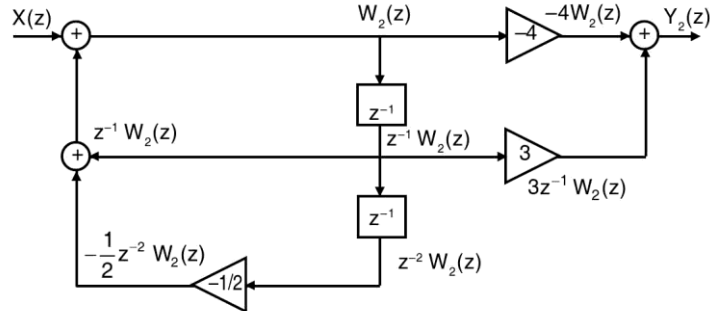 X(z)
W₂(z)
−4W₂(z)
Y₂(z)
+
−4
+
z⁻¹
z⁻¹ W₂(z)
z⁻¹ W₂(z)
+
3
3z⁻¹ W₂(z)
z⁻¹
−1/2 z⁻² W₂(z)
z⁻² W₂(z)
−1/2